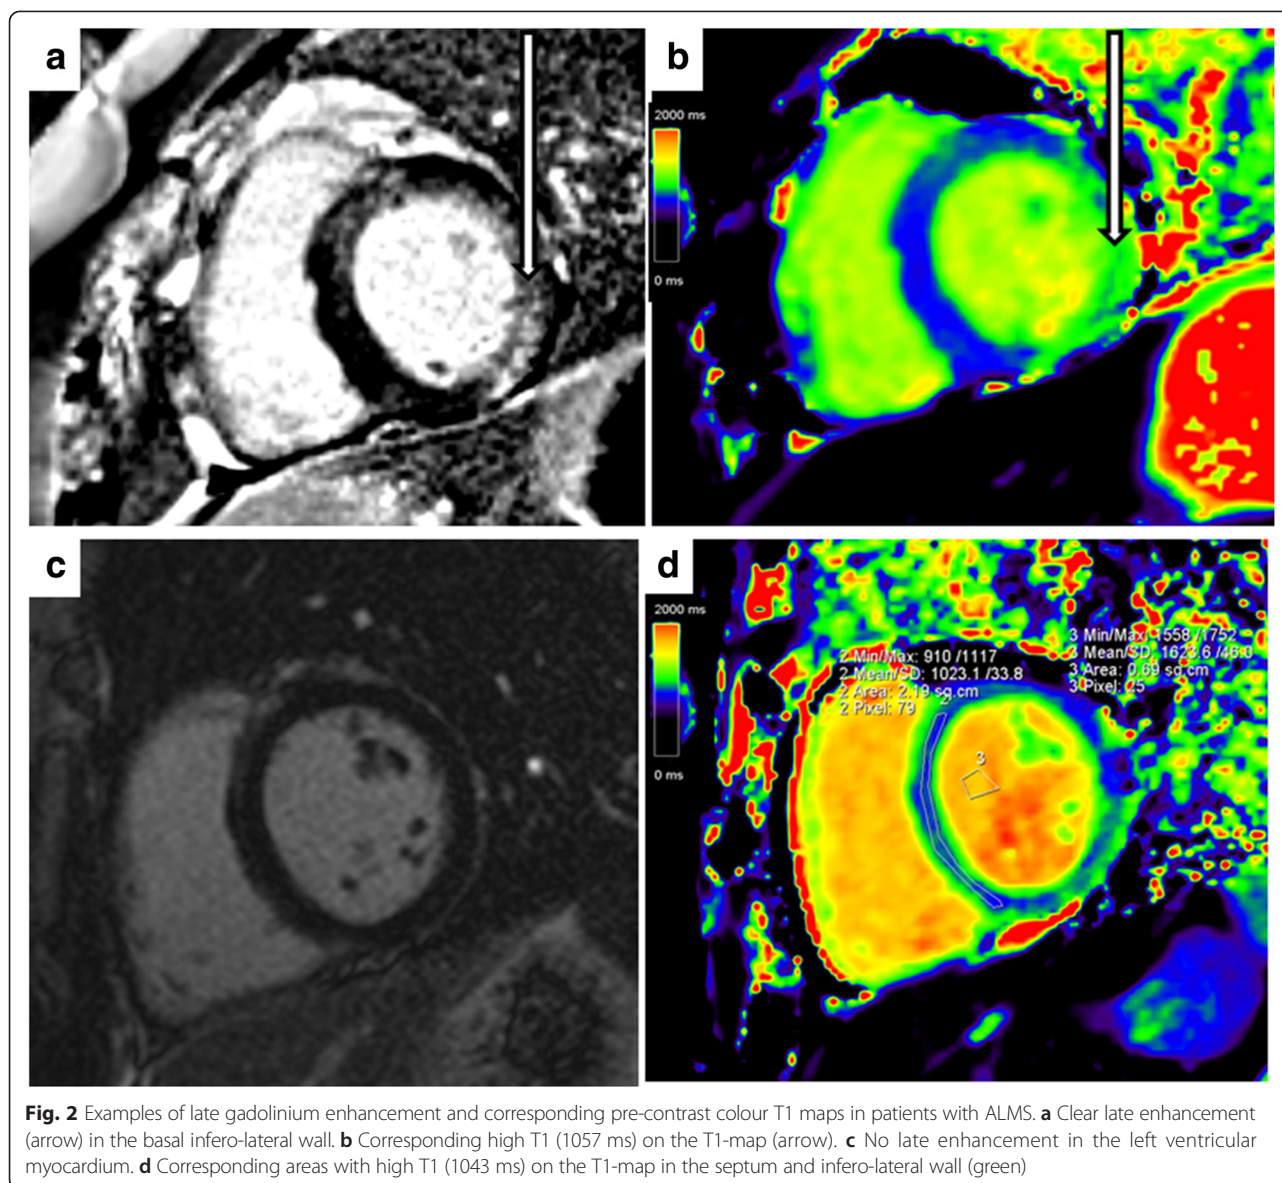 a
b
2000 ms
0 ms
c
d
2000 ms
0 ms
2 Min/Max: 910 /1117
2 Mean/SD: 1023.1 /33.8
2 Area: 2.19 sq.cm
2 Pixel: 79
3 Min/Max: 1558 /1752
3 Mean/SD: 1623.6 /46.0
3 Area: 0.69 sq.cm
3 Pixel: 25
2
3
Fig. 2 Examples of late gadolinium enhancement and corresponding pre-contrast colour T1 maps in patients with ALMS. a Clear late enhancement
(arrow) in the basal infero-lateral wall. b Corresponding high T1 (1057 ms) on the T1-map (arrow). c No late enhancement in the left ventricular
myocardium. d Corresponding areas with high T1 (1043 ms) on the T1-map in the septum and infero-lateral wall (green)